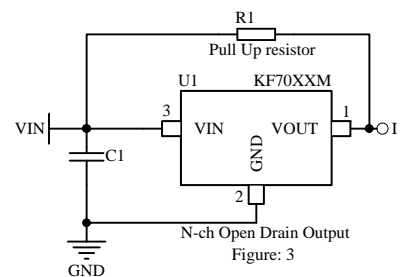 R1
Pull Up resistor
U1 KF70XXM
3 1
VIN VIN VOUT
GND
C1
2
N-ch Open Drain Output
Figure: 3
GND